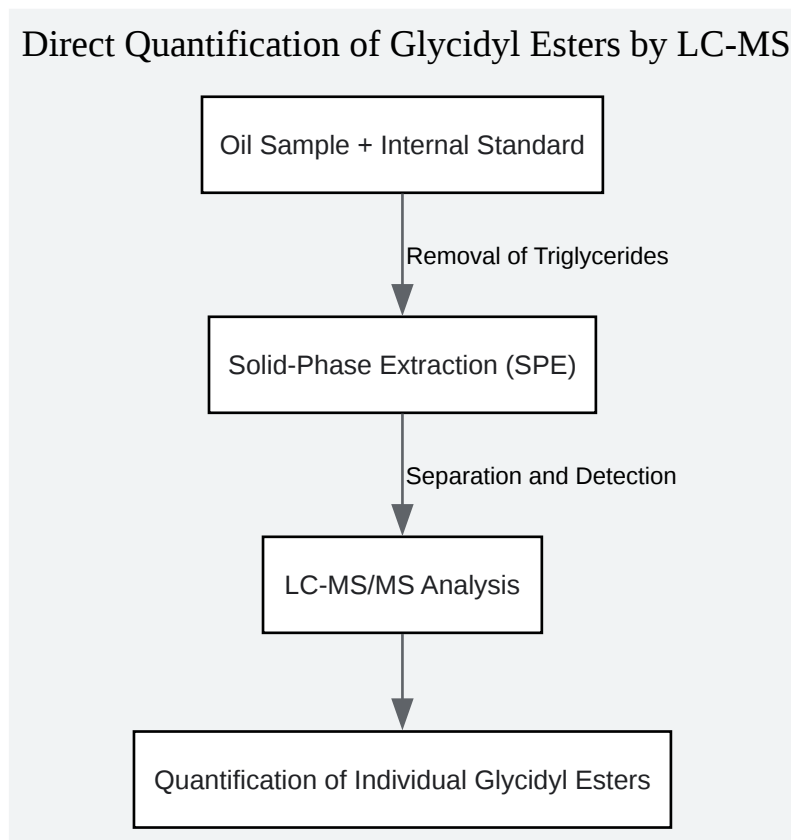 Direct Quantification of Glycidyl Esters by LC-MS
Oil Sample + Internal Standard
Removal of Triglycerides
Solid-Phase Extraction (SPE)
Separation and Detection
LC-MS/MS Analysis
Quantification of Individual Glycidyl Esters